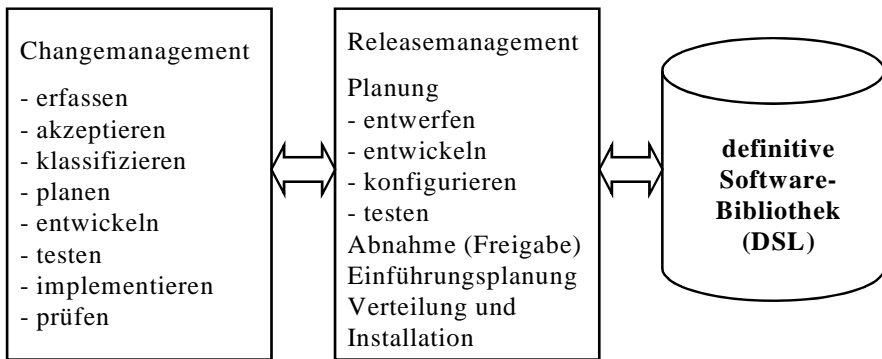 Changemanagement
- erfassen
- akzeptieren
- klassifizieren
- planen
- entwickeln
- testen
- implementieren
- prüfen
Releasemanagement
Planung
- entwerfen
- entwickeln
- konfigurieren
- testen
Abnahme (Freigabe)
Einführungsplanung
Verteilung und
Installation
definitive
Software-
Bibliothek
(DSL)